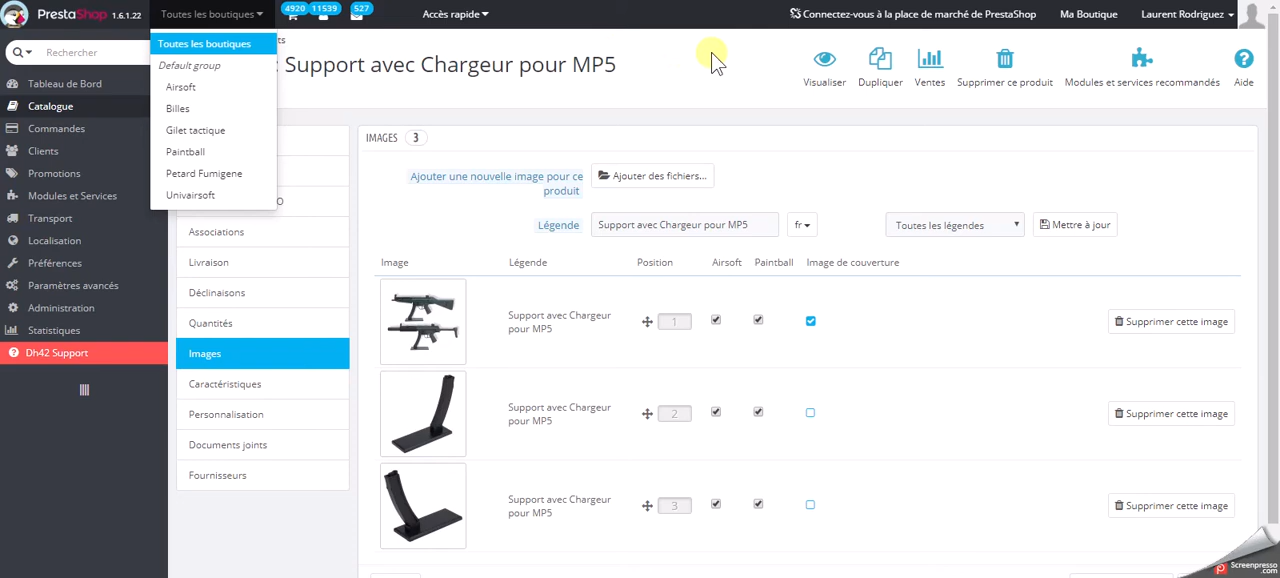 PrestaShop 1.6.1.22 Toutes les boutiques 4920 11539 527 Accès rapide Connectez-vous à la place de marché de PrestaShop Ma Boutique Laurent Rodriguez
Rechercher
Toutes les boutiques
Default group
Airsoft
Billes
Gilet tactique
Paintball
Petard Fumigene
Univairsoft
Support avec Chargeur pour MP5
Visualiser Dupliquer Ventes Supprimer ce produit Modules et services recommandés Aide
Tableau de Bord
Catalogue
Commandes
Clients
Promotions
Modules et Services
Transport
Localisation
Préférences
Paramètres avancés
Administration
Statistiques
Dh42 Support
Associations
Livraison
Déclinaisons
Quantités
Images
Caractéristiques
Personnalisation
Documents joints
Fournisseurs
IMAGES 3
Ajouter une nouvelle image pour ce produit Ajouter des fichiers...
Légende Support avec Chargeur pour MP5 fr Toutes les légendes Mettre à jour
Image Légende Position Airsoft Paintball Image de couverture
Support avec Chargeur pour MP5 1 Supprimer cette image
Support avec Chargeur pour MP5 2 Supprimer cette image
Support avec Chargeur pour MP5 3 Supprimer cette image
Screenpresso
.com